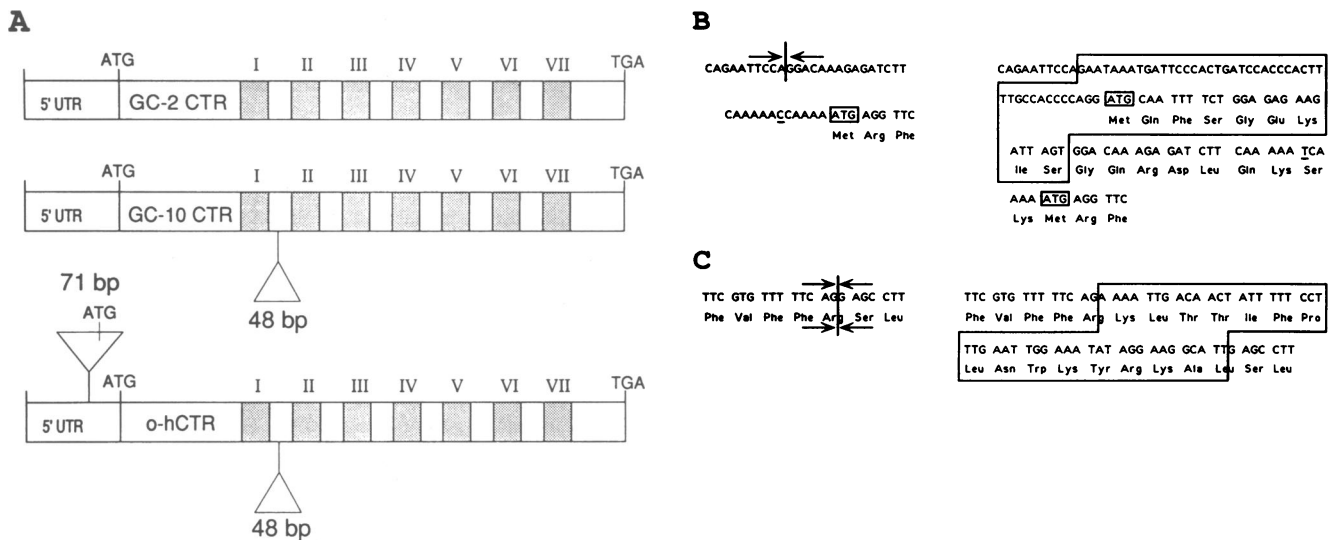 A
ATG I II III IV V VI VII TGA
5' UTR GC-2 CTR
ATG I II III IV V VI VII TGA
5' UTR GC-10 CTR
48 bp
71 bp
ATG
ATG I II III IV V VI VII TGA
5' UTR o-hCTR
48 bp
B
CAGAATTCCAGGACAAAGAGATCTT
CAAAAACCAAAA ATG AGG TTC
Met Arg Phe
CAGAATTCCAGAATAAATGATTCCCACTGATCCACCCACTT
TTGCCACCCCAGG ATG CAA TTT TCT GGA GAG AAG
Met Gln Phe Ser Gly Glu Lys
ATT AGT GGA CAA AGA GAT CTT CAA AAA TCA
Ile Ser Gly Gln Arg Asp Leu Gln Lys Ser
AAA ATG AGG TTC
Lys Met Arg Phe
C
TTC GTG TTT TTC AGG AGC CTT
Phe Val Phe Phe Arg Ser Leu
TTC GTG TTT TTC AGA AAA TTG ACA ACT ATT TTT CCT
Phe Val Phe Phe Arg Lys Leu Thr Thr Ile Phe Pro
TTG AAT TGG AAA TAT AGG AAG GCA TTG AGC CTT
Leu Asn Trp Lys Tyr Arg Lys Ala Leu Ser Leu